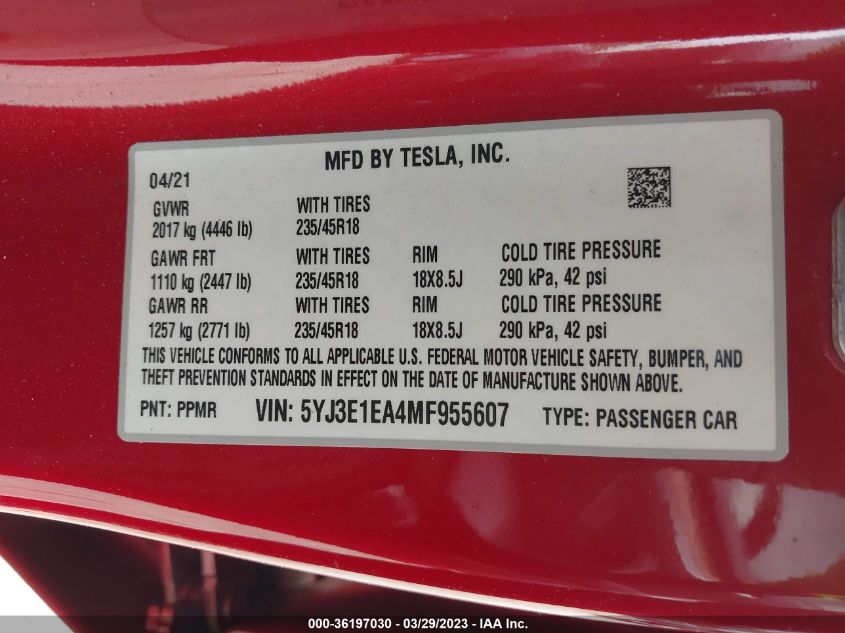 MFD BY TESLA, INC.
04/21
GVWR WITH TIRES
2017 kg (4446 lb) 235/45R18
GAWR FRT WITH TIRES RIM COLD TIRE PRESSURE
1110 kg (2447 lb) 235/45R18 18X8.5J 290 kPa, 42 psi
GAWR RR WITH TIRES RIM COLD TIRE PRESSURE
1257 kg (2771 lb) 235/45R18 18X8.5J 290 kPa, 42 psi
THIS VEHICLE CONFORMS TO ALL APPLICABLE U.S. FEDERAL MOTOR VEHICLE SAFETY, BUMPER, AND
THEFT PREVENTION STANDARDS IN EFFECT ON THE DATE OF MANUFACTURE SHOWN ABOVE.
PNT: PPMR VIN: 5YJ3E1EA4MF955607 TYPE: PASSENGER CAR
000-36197030 - 03/29/2023 - IAA Inc.